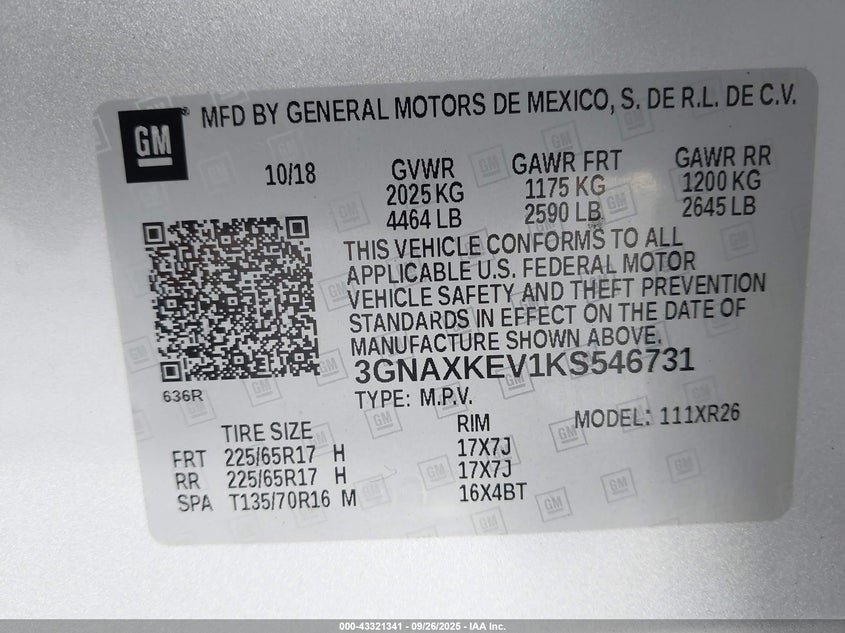 GM ® MFD BY GENERAL MOTORS DE MEXICO, S. DE R.L. DE C.V.
10/18 GVWR GAWR FRT GAWR RR
2025 KG 1175 KG 1200 KG
4464 LB 2590 LB 2645 LB
THIS VEHICLE CONFORMS TO ALL
APPLICABLE U.S. FEDERAL MOTOR
VEHICLE SAFETY AND THEFT PREVENTION
STANDARDS IN EFFECT ON THE DATE OF
MANUFACTURE SHOWN ABOVE.
3GNAXKEV1KS546731
636R
TYPE: M.P.V. MODEL: 111XR26
TIRE SIZE RIM
FRT 225/65R17 H 17X7J
RR 225/65R17 H 17X7J
SPA T135/70R16 M 16X4BT
000-43321341 - 09/26/2025 - IAA Inc.